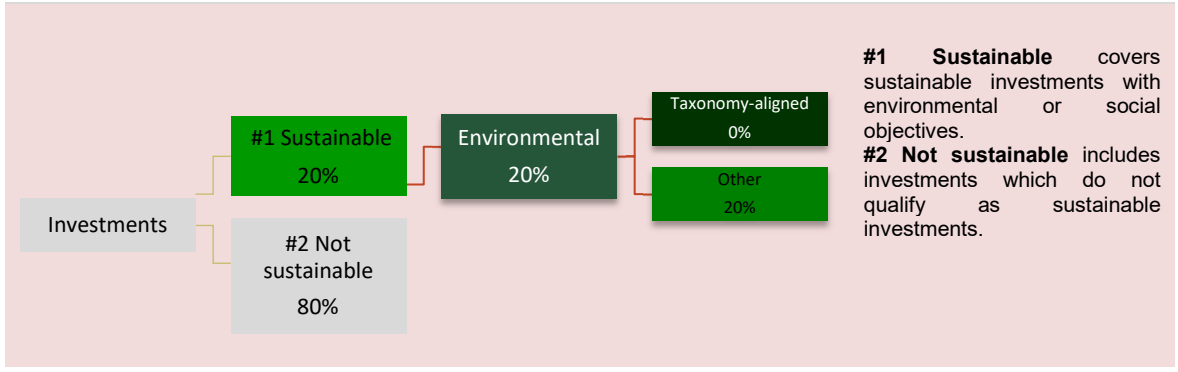 Investments
#1 Sustainable
20%
#2 Not
sustainable
80%
Environmental
20%
Taxonomy-aligned
0%
Other
20%
#1 Sustainable covers
sustainable investments with
environmental or social
objectives.
#2 Not sustainable includes
investments which do not
qualify as sustainable
investments.